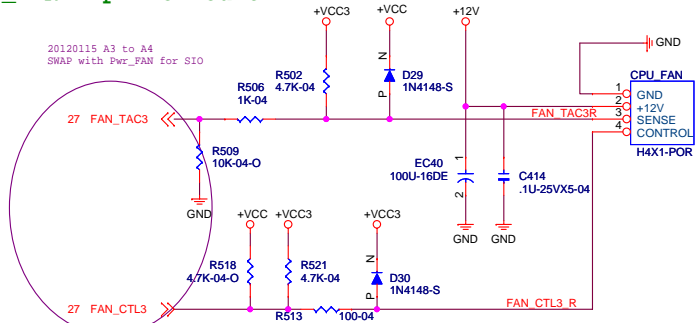 +VCC3 +VCC +12V
GND
20120115 A3 to A4
SWAP with Pwr_FAN for SIO
R502
4.7K-04
N
D29
1N4148-S
P
CPU_FAN
R506
1K-04
1 GND
2 +12V
3 SENSE
4 CONTROL
H4X1-POR
27 FAN_TAC3
FAN_TAC3R
R509
10K-04-O
GND
EC40
100U-16DE
1
2
C414
.1U-25VX5-04
GND GND
+VCC +VCC3 +VCC3
R518
4.7K-04-O
R521
4.7K-04
N
D30
1N4148-S
P
27 FAN_CTL3
R513 100-04
FAN_CTL3_R